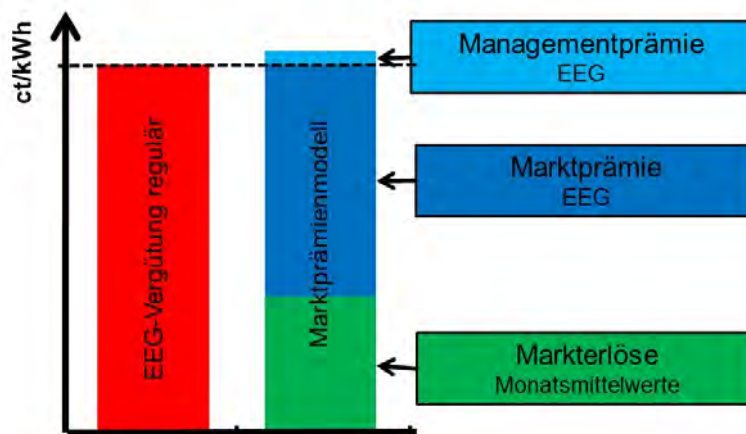 ct/kWh
EEG-Vergütung regulär
Marktprämienmodell
Managementprämie
EEG
Marktprämie
EEG
Markterlöse
Monatsmittelwerte